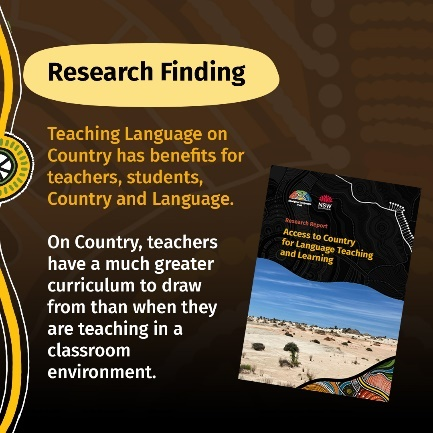 Research Finding
Teaching Language on
Country has benefits for
teachers, students,
Country and Language.
On Country, teachers
have a much greater
curriculum to draw
from than when they
are teaching in a
classroom
environment.
NSW
Research Report
Access to Country
for Language Teaching
and Learning